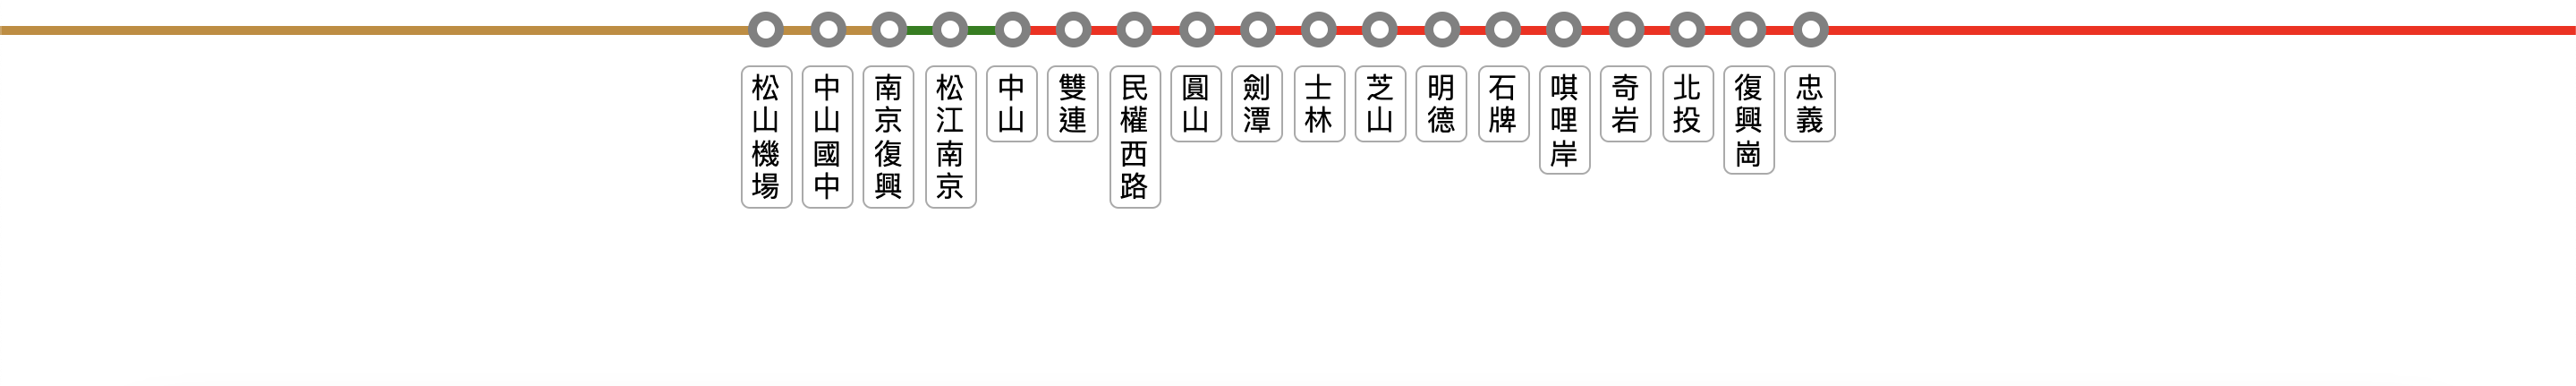 松山機場
中山國中
南京復興
松江南京
中山
雙連
民權西路
圓山
劍潭
士林
芝山
明德
石牌
唭哩岸
奇岩
北投
復興崗
忠義